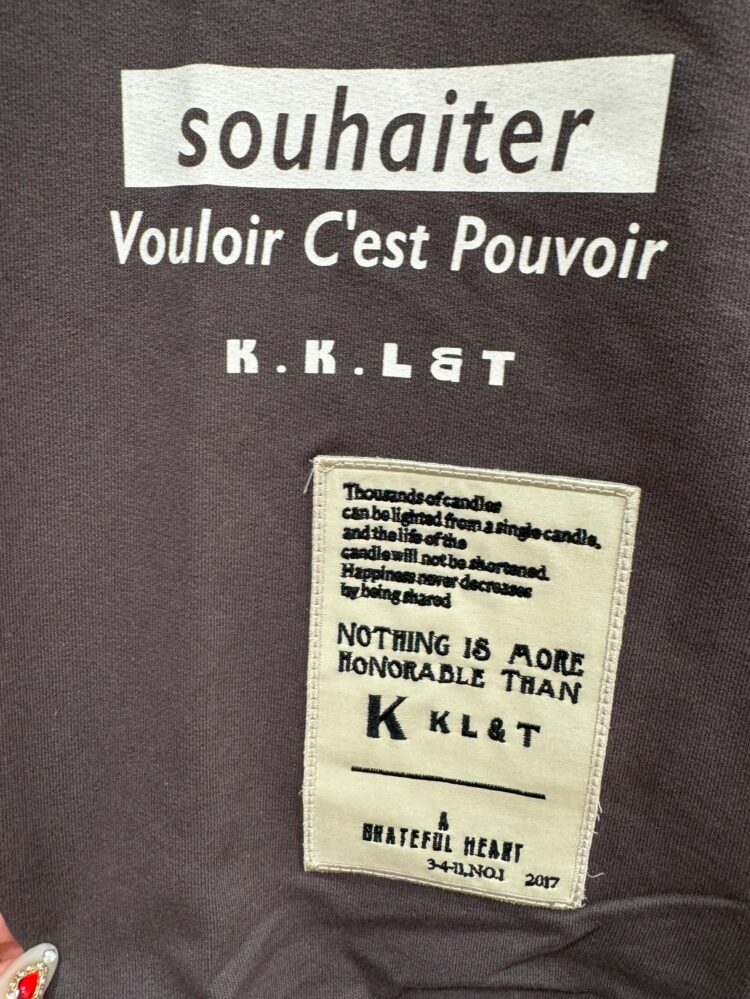 souhaiter
Vouloir C'est Pouvoir
K.K.L&T
Thousands of candles
can be lighted from a single candle,
and the life of the
candle will not be shortened.
Happiness never decreases
by being shared
NOTHING IS MORE
HONORABLE THAN
K KL&T
A
GRATEFUL HEART
3-4-11,NO.1 2017